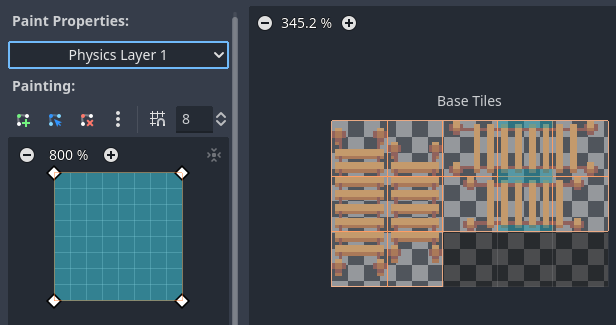 Paint Properties:
Physics Layer 1
Painting:
8
800 %
345.2 %
Base Tiles